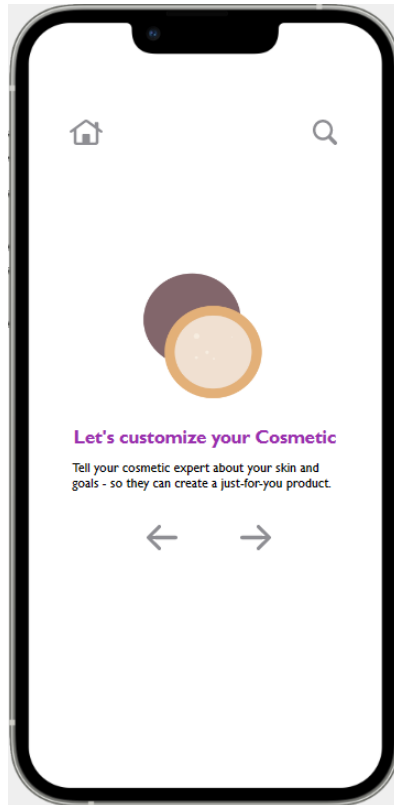 Let's customize your Cosmetic
Tell your cosmetic expert about your skin and
goals - so they can create a just-for-you product.